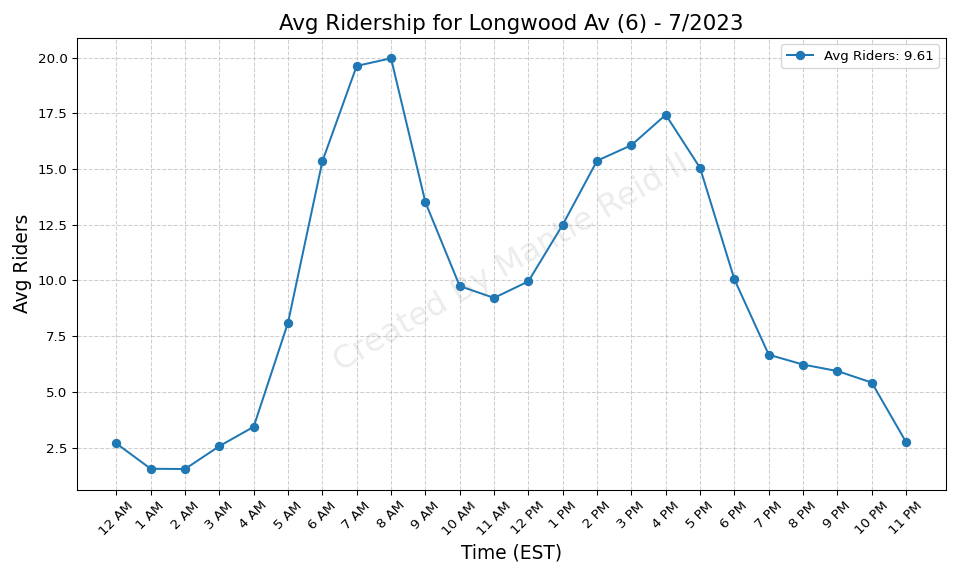 Avg Ridership for Longwood Av (6) - 7/2023
Avg Riders: 9.61
20.0
17.5
15.0
12.5
10.0
7.5
5.0
2.5
Avg Riders
Created By Mantle Reid II
12 AM
1 AM
2 AM
3 AM
4 AM
5 AM
6 AM
7 AM
8 AM
9 AM
10 AM
11 AM
12 PM
1 PM
2 PM
3 PM
4 PM
5 PM
6 PM
7 PM
8 PM
9 PM
10 PM
11 PM
Time (EST)